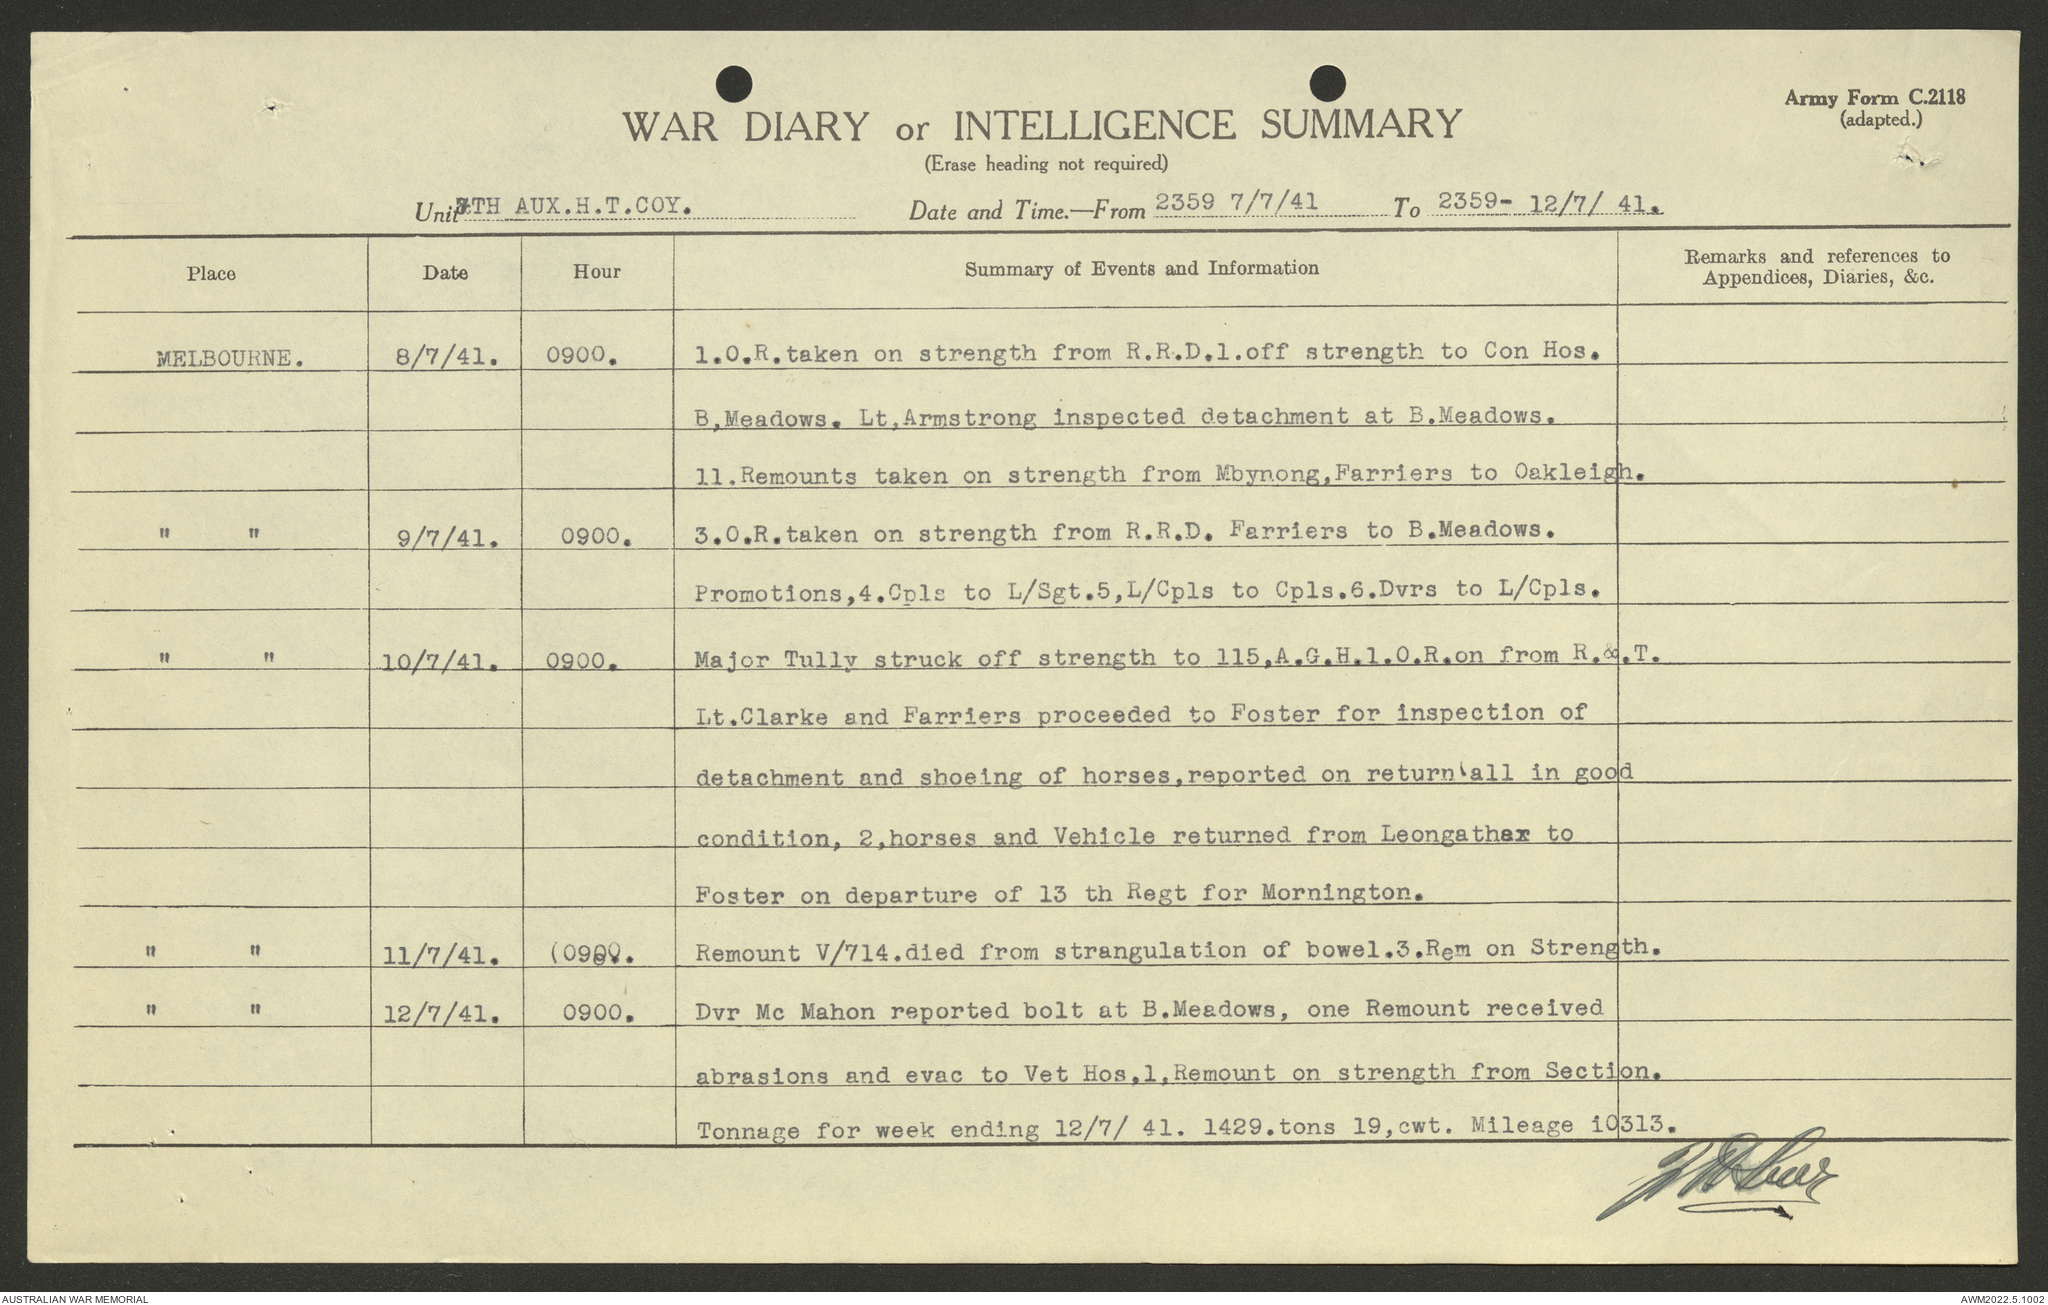 Army Form C.2118
(adapted.)
WAR DIARY or INTELLIGENCE SUMMARY
(Erase heading not required)
Unit 7TH AUX.H.T.COY. Date and Time.—From 2359 7/7/41 To 2359- 12/7/ 41.
Place Date Hour Summary of Events and Information Remarks and references to
Appendices, Diaries, &c.
MELBOURNE. 8/7/41. 0900. 1.O.R.taken on strength from R.R.D.1.off strength to Con Hos.
B,Meadows. Lt,Armstrong inspected detachment at B.Meadows.
11.Remounts taken on strength from Mbynong,Farriers to Oakleigh.
" " 9/7/41. 0900. 3.O.R.taken on strength from R.R.D. Farriers to B.Meadows.
Promotions,4.Cpls to L/Sgt.5,L/Cpls to Cpls.6.Dvrs to L/Cpls.
" " 10/7/41. 0900. Major Tully struck off strength to 115,A.G.H.1.O.R.on from R.&.T.
Lt.Clarke and Farriers proceeded to Foster for inspection of
detachment and shoeing of horses,reported on return all in good
condition, 2,horses and Vehicle returned from Leongathax to
Foster on departure of 13 th Regt for Mornington.
" " 11/7/41. (0900. Remount V/714.died from strangulation of bowel.3.Rem on Strength.
" " 12/7/41. 0900. Dvr Mc Mahon reported bolt at B.Meadows, one Remount received
abrasions and evac to Vet Hos,1,Remount on strength from Section.
Tonnage for week ending 12/7/ 41. 1429.tons 19,cwt. Mileage i0313.
AUSTRALIAN WAR MEMORIAL
AWM2022.5.1002